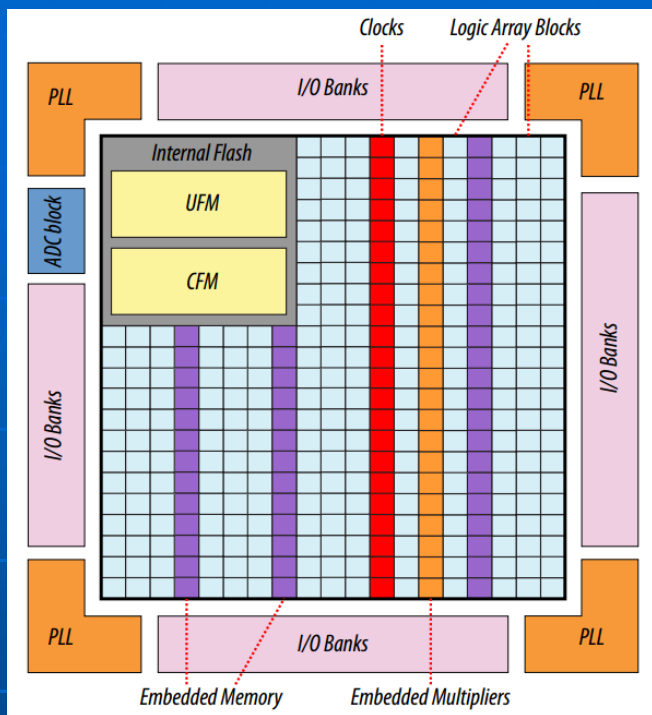 Clocks
Logic Array Blocks
PLL
I/O Banks
PLL
Internal Flash
UFM
ADC block
CFM
I/O Banks
I/O Banks
PLL
I/O Banks
PLL
Embedded Memory
Embedded Multipliers